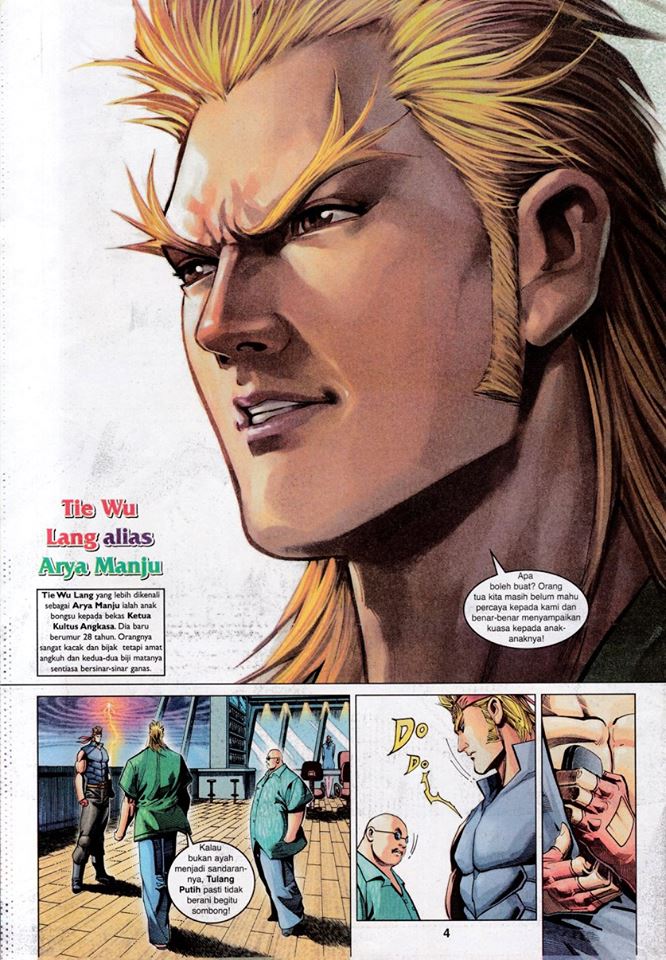 Tie Wu
Lang alias
Arya Manju
Tie Wu Lang yang lebih dikenali
sebagai Arya Manju ialah anak
bongsu kepada bekas Ketua
Kultus Angkasa. Dia baru
berumur 28 tahun. Orangnya
sangat kacak dan bijak tetapi amat
angkuh dan kedua-dua biji matanya
sentiasa bersinar-sinar ganas.
Apa
boleh buat? Orang
tua kita masih belum mahu
percaya kepada kami dan
benar-benar menyampaikan
kuasa kepada anak-
anaknya!
Kalau
bukan ayah
menjadi sandaran-
nya, Tulang
Putih pasti tidak
berani begitu
sombong!
DO
DO
L
4